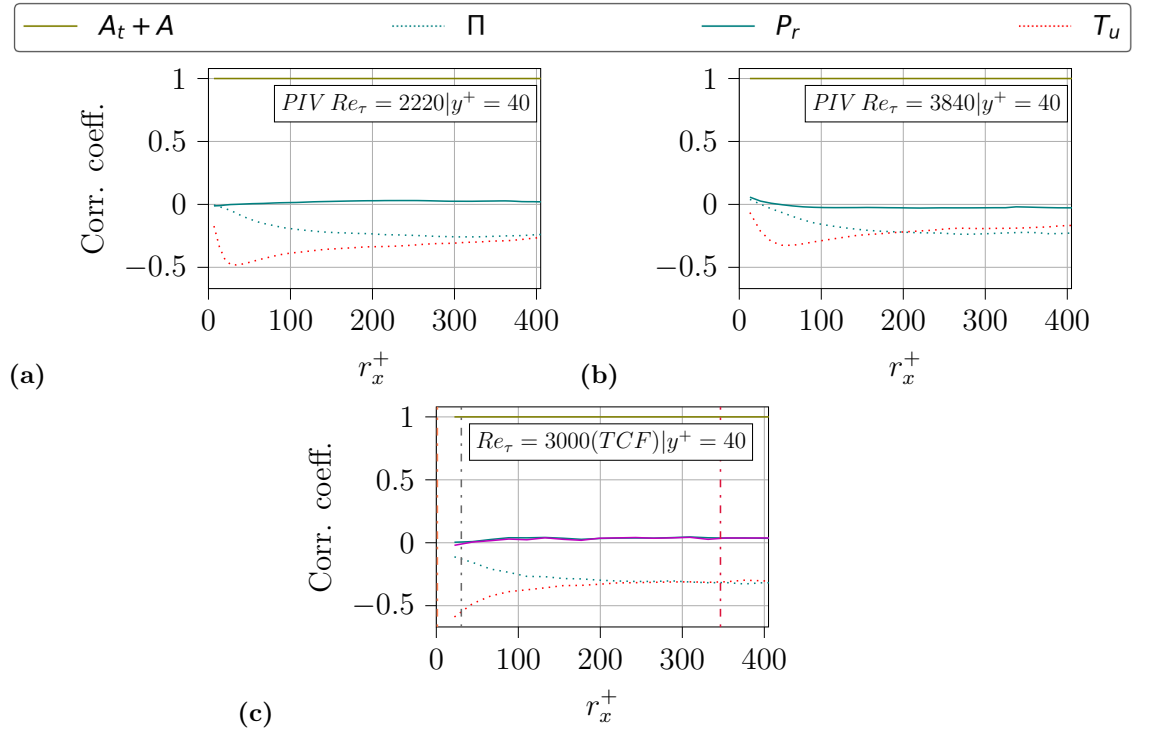 A_t + A Π P_r T_u
1
0.5
0
−0.5
Corr. coeff.
PIV Re_τ = 2220|y^+ = 40
0 100 200 300 400
r_x^+
(a)
1
0.5
0
−0.5
PIV Re_τ = 3840|y^+ = 40
0 100 200 300 400
r_x^+
(b)
1
0.5
0
−0.5
Corr. coeff.
Re_τ = 3000(TCF)|y^+ = 40
0 100 200 300 400
r_x^+
(c)